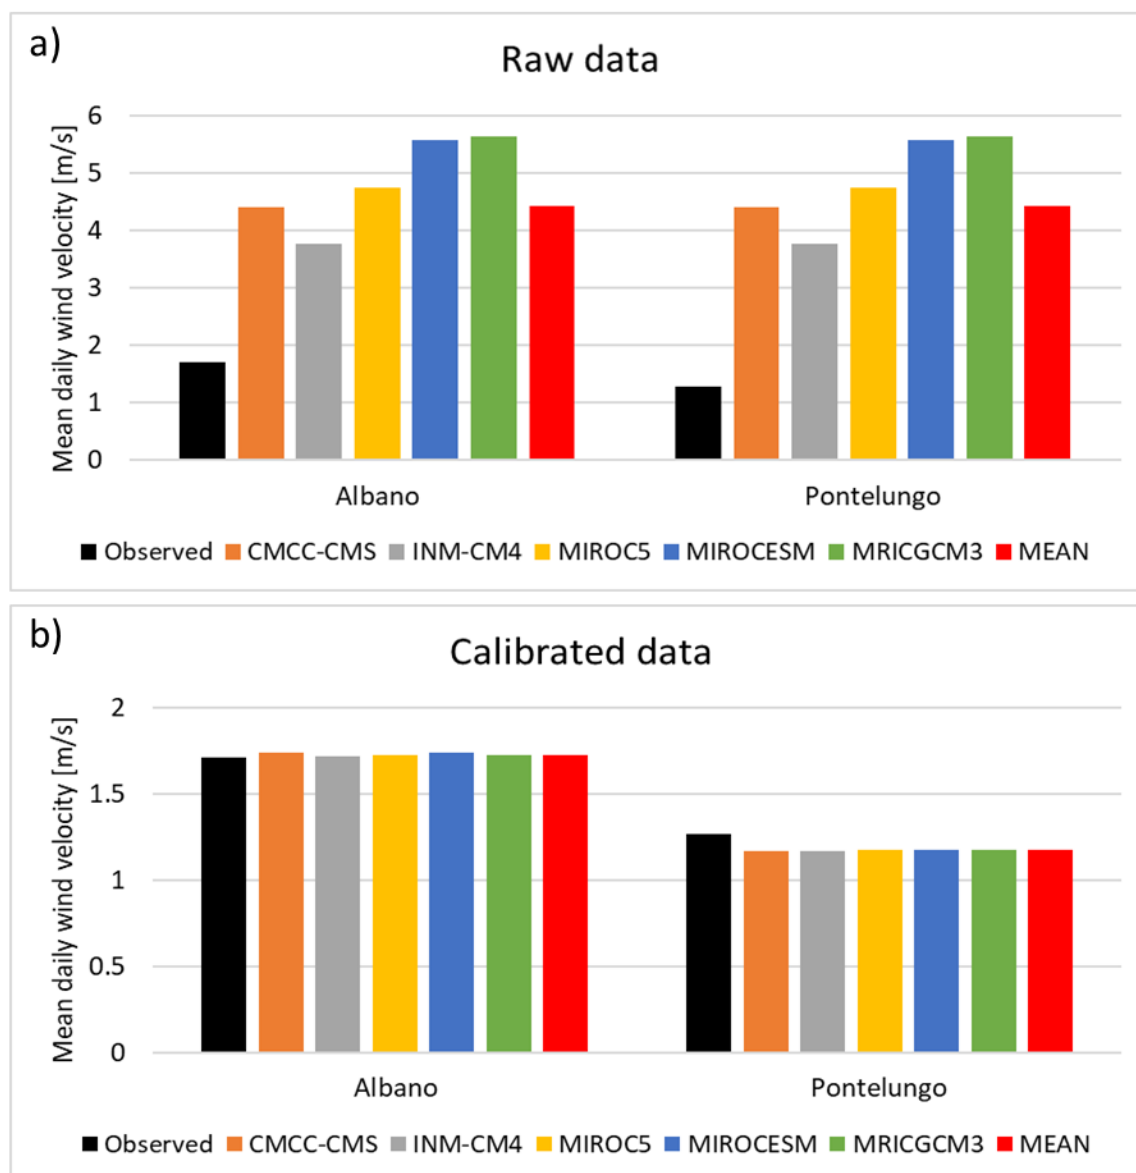 a)
Raw data
Mean daily wind velocity [m/s]
6
5
4
3
2
1
0
Albano Pontelungo
Observed CMCC-CMS INM-CM4 MIROC5 MIROCESM MRICGCM3 MEAN
b)
Calibrated data
Mean daily wind velocity [m/s]
2
1.5
1
0.5
0
Albano Pontelungo
Observed CMCC-CMS INM-CM4 MIROC5 MIROCESM MRICGCM3 MEAN